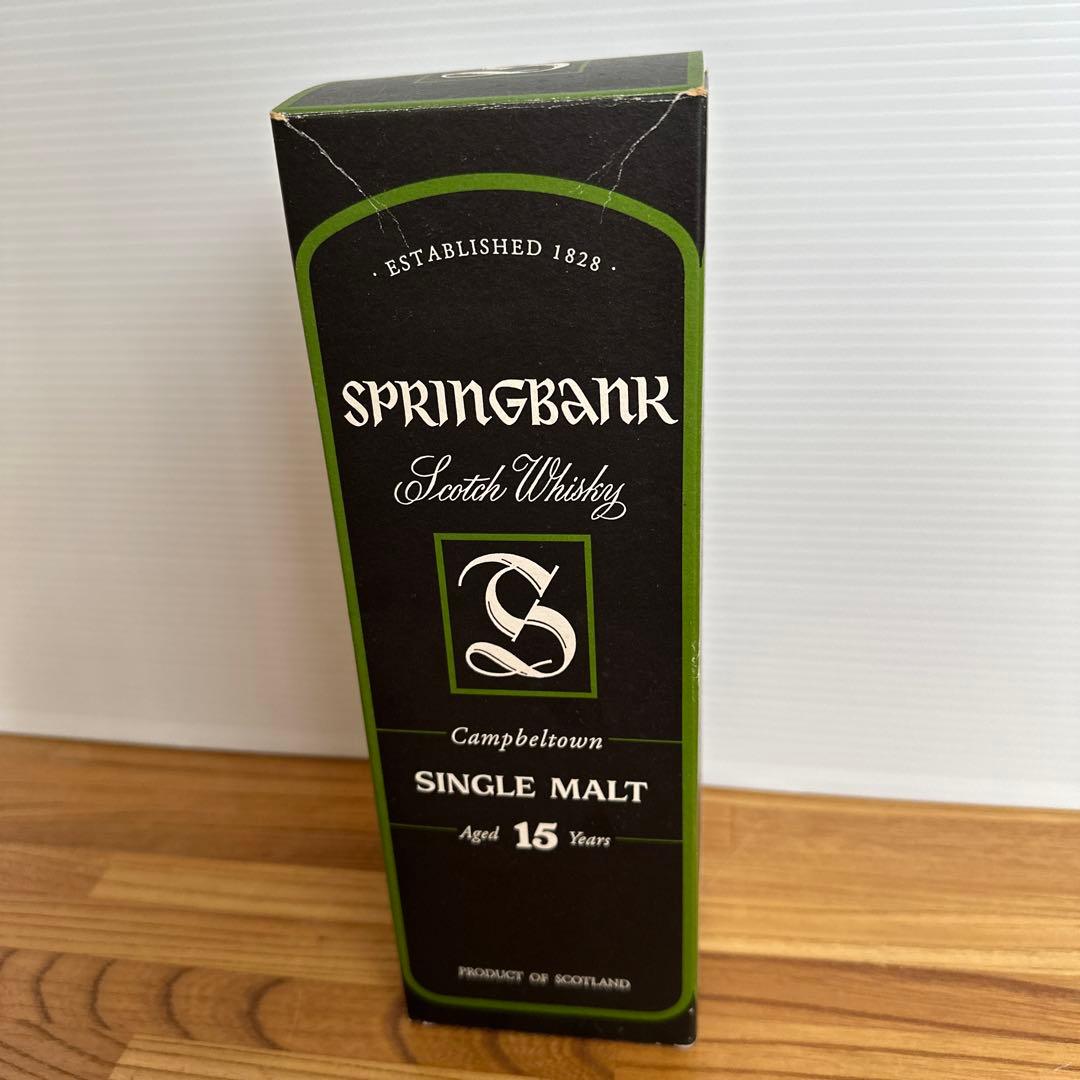 · ESTABLISHED 1828 ·
SPRINGBANK
Scotch Whisky
S
Campbeltown
SINGLE MALT
Aged 15 Years
PRODUCT OF SCOTLAND